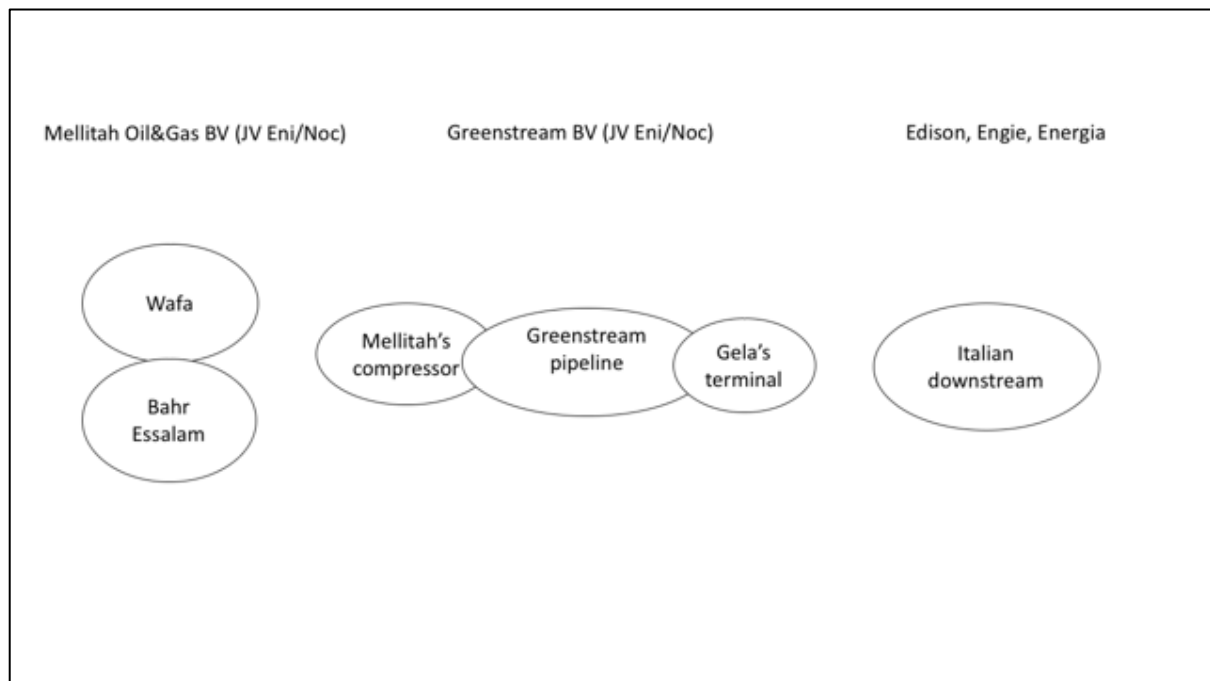 Mellitah Oil&Gas BV (JV Eni/Noc)
Greenstream BV (JV Eni/Noc)
Edison, Engie, Energia
Wafa
Bahr
Essalam
Mellitah’s
compressor
Greenstream
pipeline
Gela’s
terminal
Italian
downstream